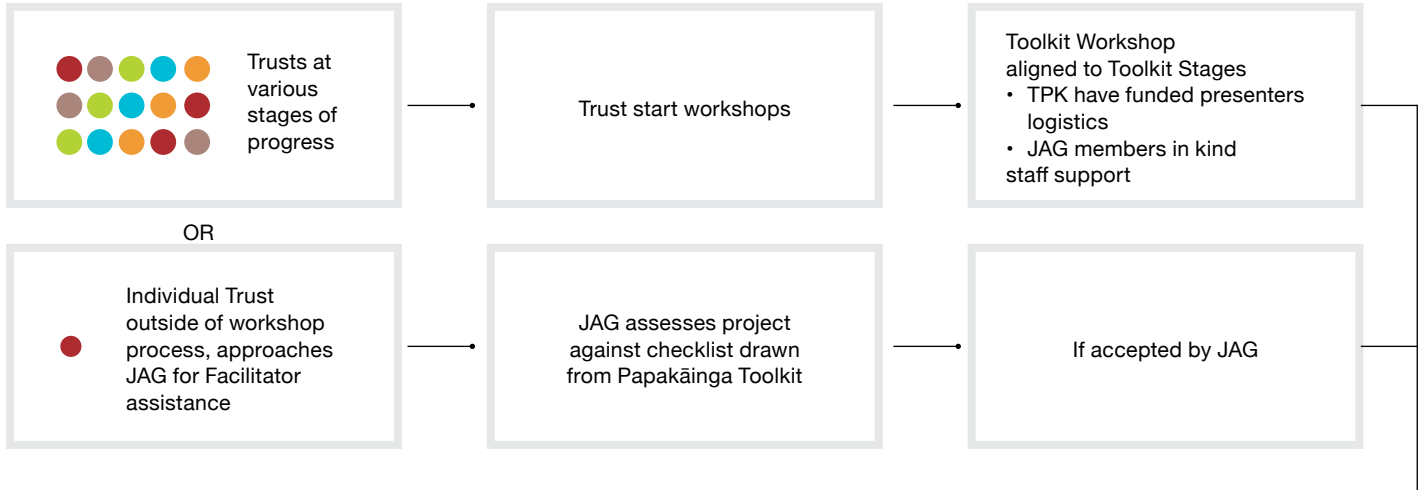 Trusts at
various
stages of
progress
Trust start workshops
Toolkit Workshop
aligned to Toolkit Stages
• TPK have funded presenters
logistics
• JAG members in kind
staff support
OR
Individual Trust
outside of workshop
process, approaches
JAG for Facilitator
assistance
JAG assesses project
against checklist drawn
from Papakāinga Toolkit
If accepted by JAG